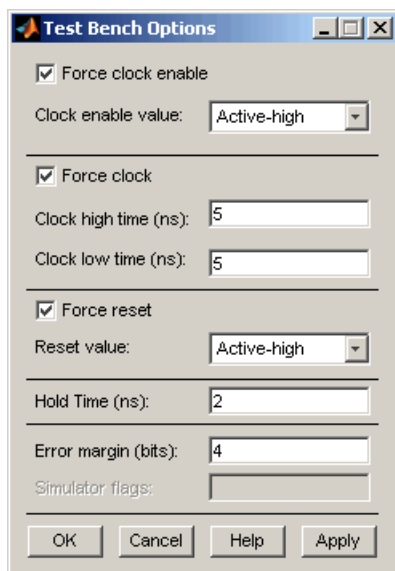 Test Bench Options
Force clock enable
Clock enable value: Active-high
Force clock
Clock high time (ns): 5
Clock low time (ns): 5
Force reset
Reset value: Active-high
Hold Time (ns): 2
Error margin (bits): 4
Simulator flags:
OK Cancel Help Apply